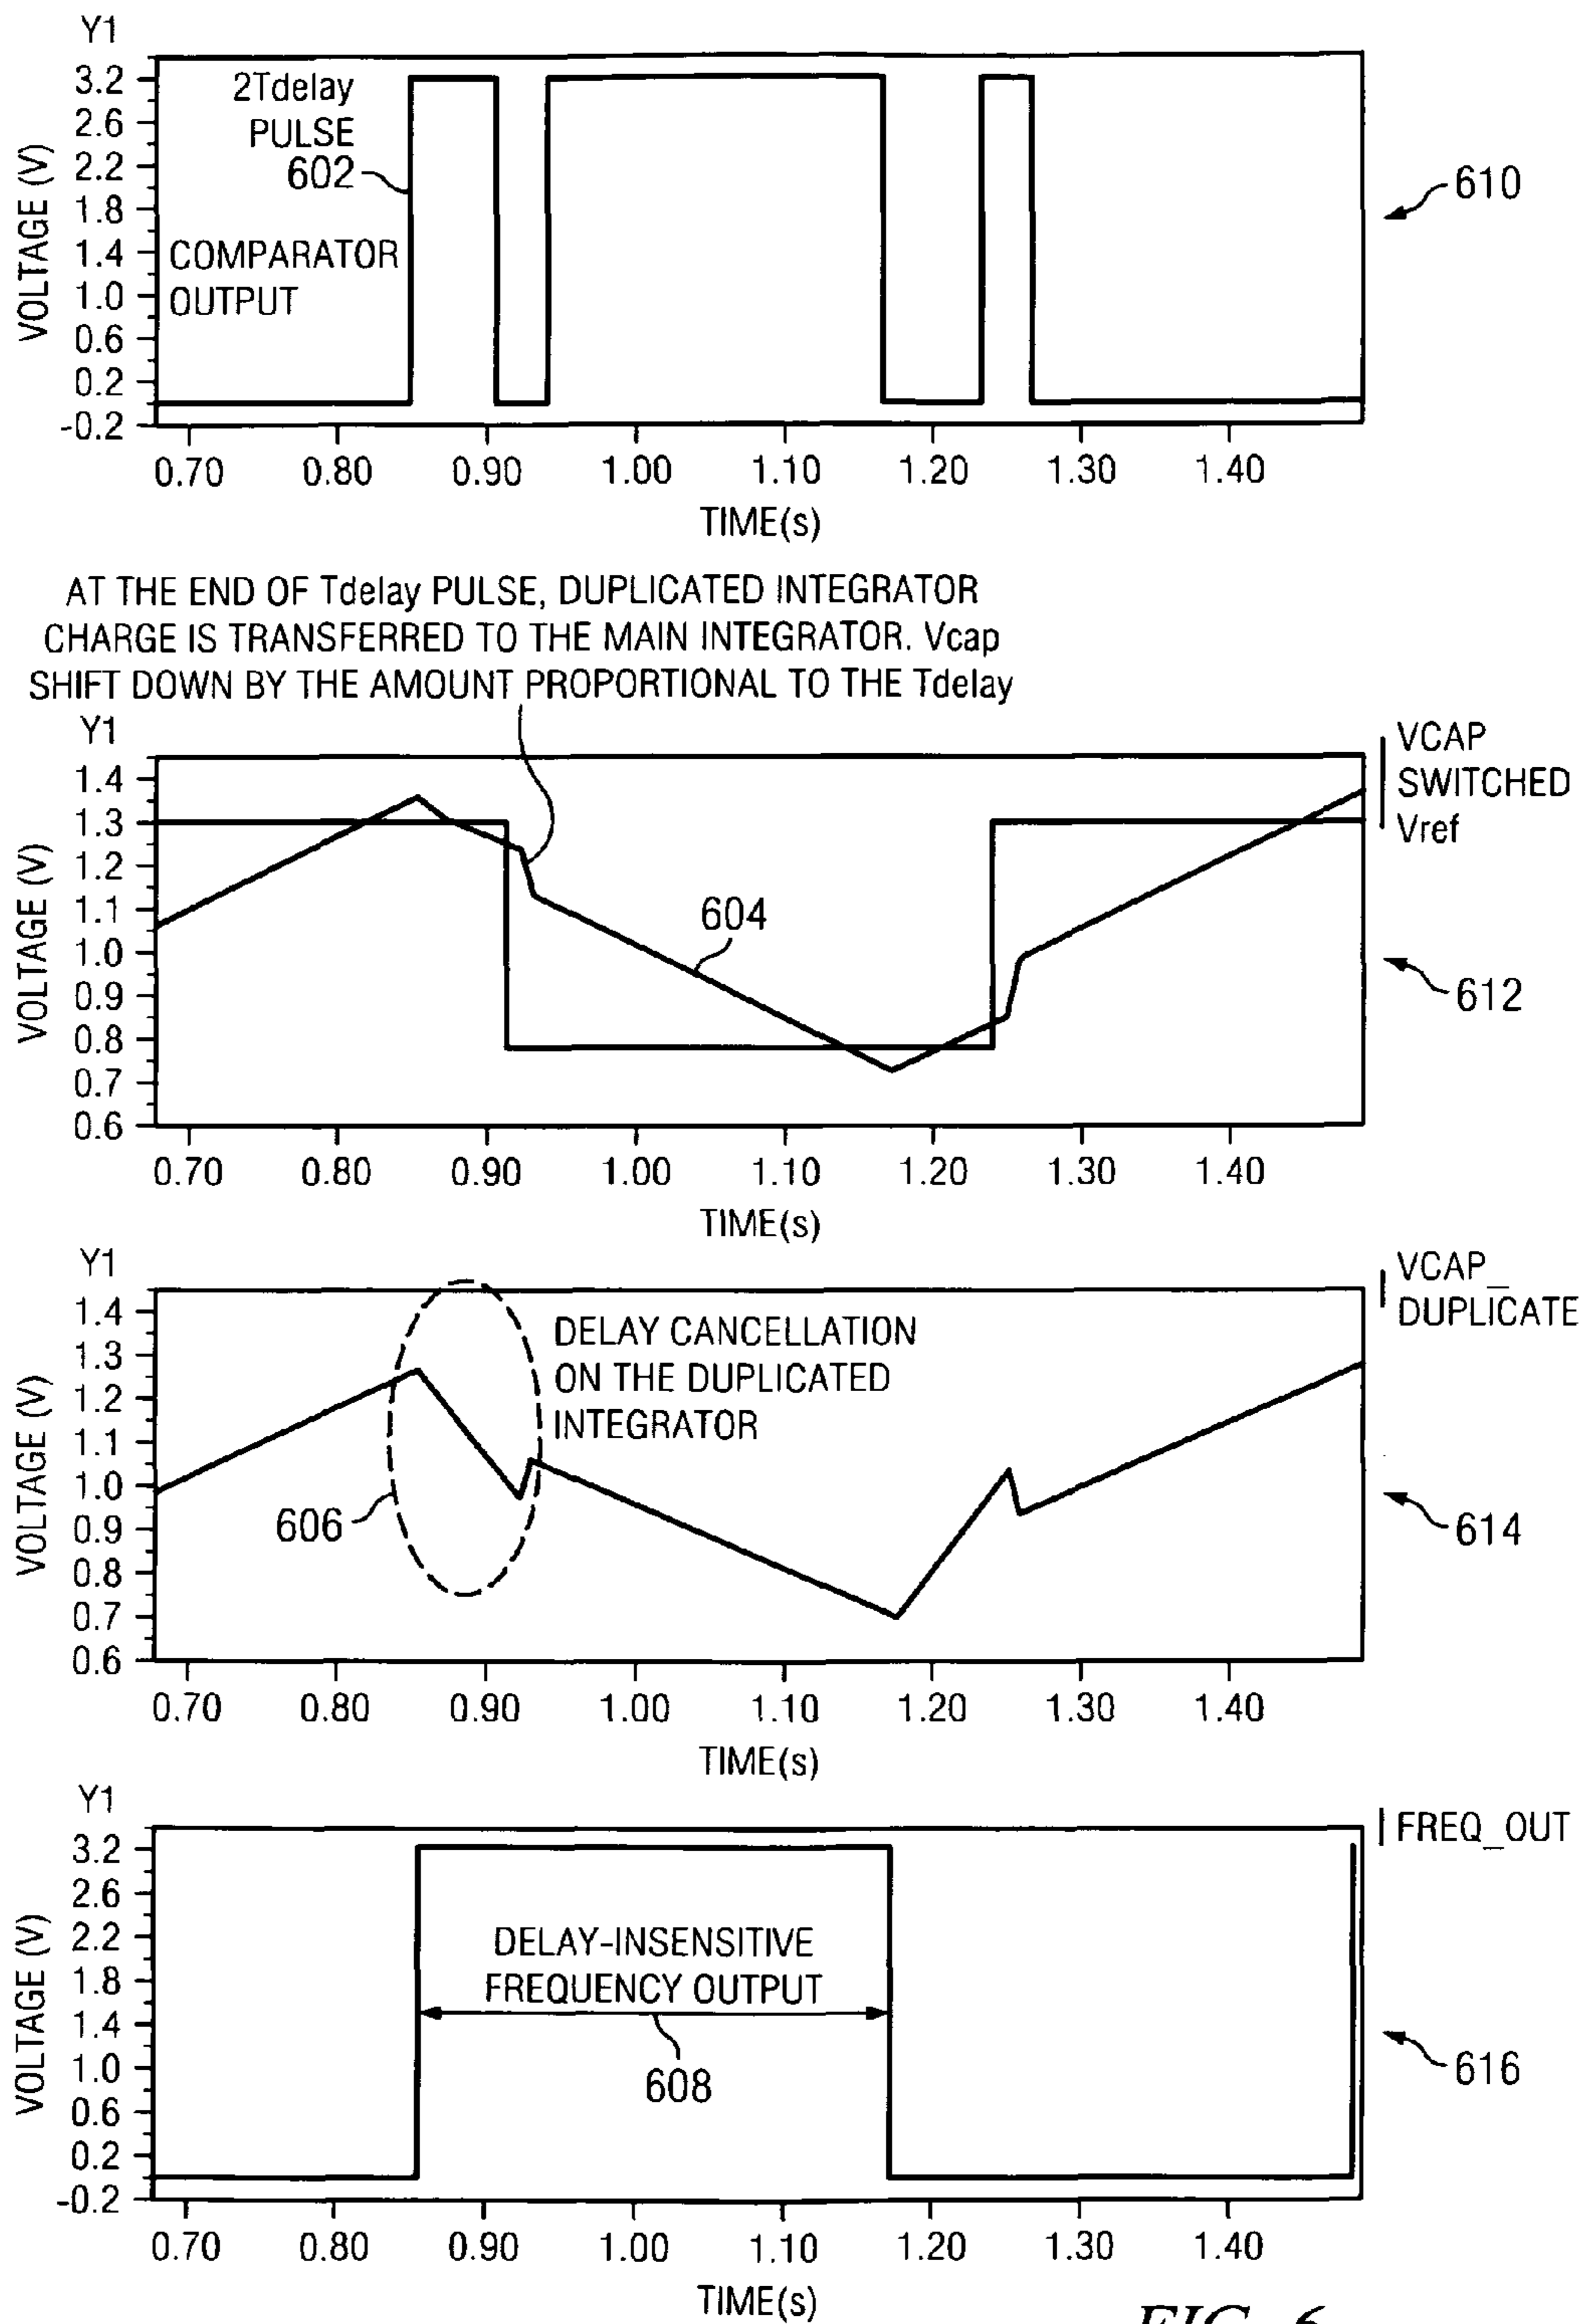 Y1
3.2
2.6
2.2
1.8
1.4
1.0
0.6
0.2
-0.2
VOLTAGE (V)
2Tdelay
PULSE
602
COMPARATOR
OUTPUT
610
0.70 0.80 0.90 1.00 1.10 1.20 1.30 1.40
TIME(s)
AT THE END OF Tdelay PULSE, DUPLICATED INTEGRATOR
CHARGE IS TRANSFERRED TO THE MAIN INTEGRATOR. Vcap
SHIFT DOWN BY THE AMOUNT PROPORTIONAL TO THE Tdelay
Y1
1.4
1.3
1.2
1.1
1.0
0.9
0.8
0.7
0.6
VOLTAGE (V)
604
VCAP
SWITCHED
Vref
612
0.70 0.80 0.90 1.00 1.10 1.20 1.30 1.40
TIME(s)
Y1
1.4
1.3
1.2
1.1
1.0
0.9
0.8
0.7
0.6
VOLTAGE (V)
606
DELAY CANCELLATION
ON THE DUPLICATED
INTEGRATOR
VCAP_
DUPLICATE
614
0.70 0.80 0.90 1.00 1.10 1.20 1.30 1.40
TIME(s)
Y1
3.2
2.6
2.2
1.8
1.4
1.0
0.6
0.2
-0.2
VOLTAGE (V)
DELAY-INSENSITIVE
FREQUENCY OUTPUT
608
FREQ_OUT
616
0.70 0.80 0.90 1.00 1.10 1.20 1.30 1.40
TIME(s)
FIG. 6